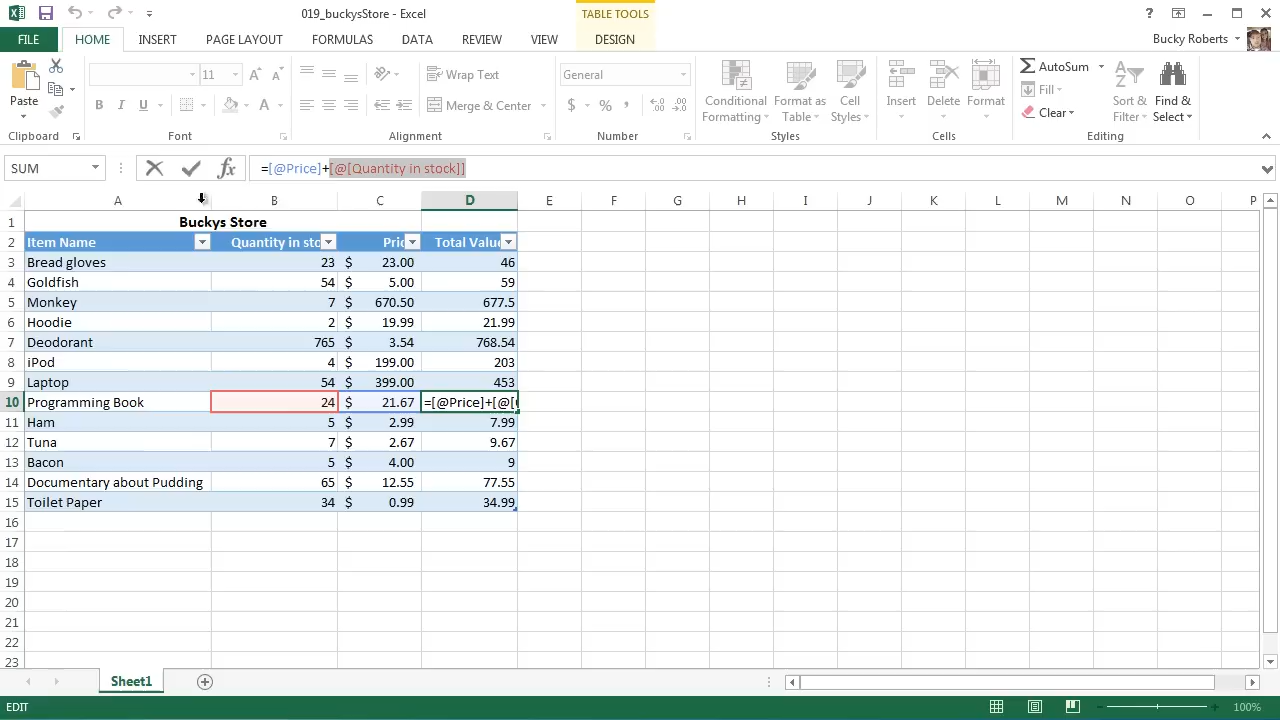 019_buckysStore - Excel
TABLE TOOLS
FILE HOME INSERT PAGE LAYOUT FORMULAS DATA REVIEW VIEW DESIGN
Bucky Roberts
Paste
Clipboard
11
B I U A
Font
Wrap Text
Merge & Center
Alignment
General
$ % ,
Number
Conditional Formatting
Format as Table
Cell Styles
Styles
Insert
Delete
Format
Cells
AutoSum
Fill
Clear
Sort & Filter
Find & Select
Editing
SUM fx =[@Price]+[@[Quantity in stock]]
A B C D E F G H I J K L M N O P
1 Buckys Store
2 Item Name Quantity in sto Pric Total Value
3 Bread gloves 23 $ 23.00 46
4 Goldfish 54 $ 5.00 59
5 Monkey 7 $ 670.50 677.5
6 Hoodie 2 $ 19.99 21.99
7 Deodorant 765 $ 3.54 768.54
8 iPod 4 $ 199.00 203
9 Laptop 54 $ 399.00 453
10 Programming Book 24 $ 21.67 =[@Price]+[@[
11 Ham 5 $ 2.99 7.99
12 Tuna 7 $ 2.67 9.67
13 Bacon 5 $ 4.00 9
14 Documentary about Pudding 65 $ 12.55 77.55
15 Toilet Paper 34 $ 0.99 34.99
16
17
18
19
20
21
22
23
Sheet1
EDIT
100%